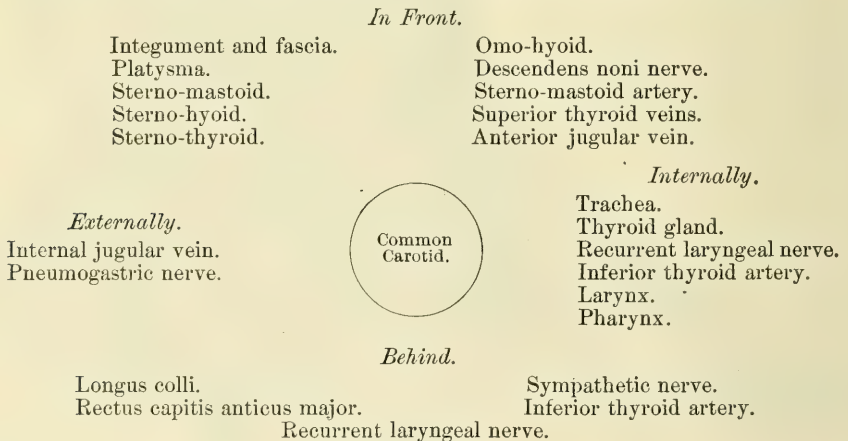 In Front.
Integument and fascia.
Platysma.
Sterno-mastoid.
Sterno-hyoid.
Sterno-thyroid.
Omo-hyoid.
Descendens noni nerve.
Sterno-mastoid artery.
Superior thyroid veins.
Anterior jugular vein.
Externally.
Internal jugular vein.
Pneumogastric nerve.
Common
Carotid.
Internally.
Trachea.
Thyroid gland.
Recurrent laryngeal nerve.
Inferior thyroid artery.
Larynx.
Pharynx.
Behind.
Longus colli.
Rectus capitis anticus major.
Sympathetic nerve.
Inferior thyroid artery.
Recurrent laryngeal nerve.